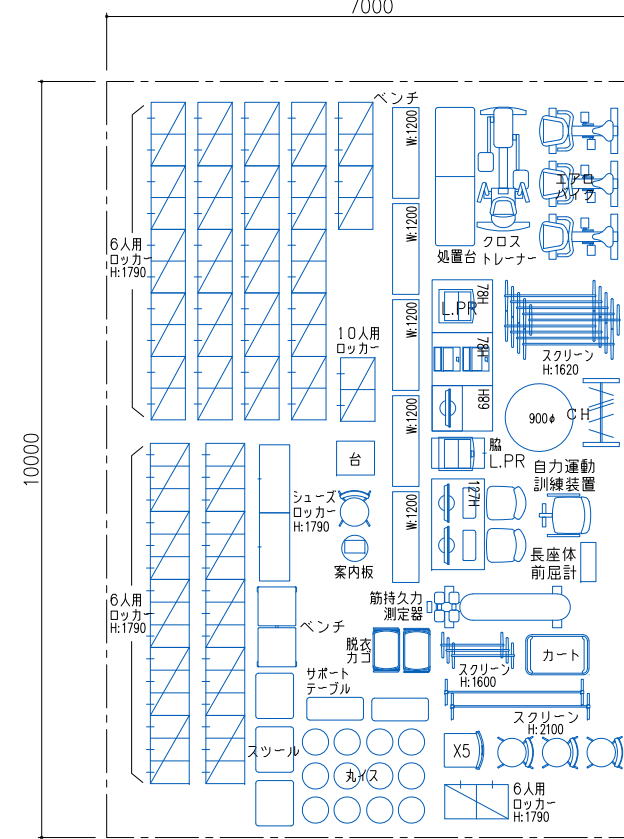 7000
10000
ベンチ
W:1200
W:1200
W:1200
W:1200
W:1200
処置台
クロス
トレーナー
エアロ
バイク
6人用
ロッカー
H:1790
10人用
ロッカー
78H
L.PR
78H
H89
脇
L.PR
127H
スクリーン
H:1620
900φ
CH
自力運動
訓練装置
台
シューズ
ロッカー
H:1790
案内板
長座体
前屈計
筋持久力
測定器
6人用
ロッカー
H:1790
ベンチ
脱衣
カゴ
スクリーン
H:1600
カート
サポート
テーブル
スクリーン
H:2100
スツール
丸イス
X5
6人用
ロッカー
H:1790